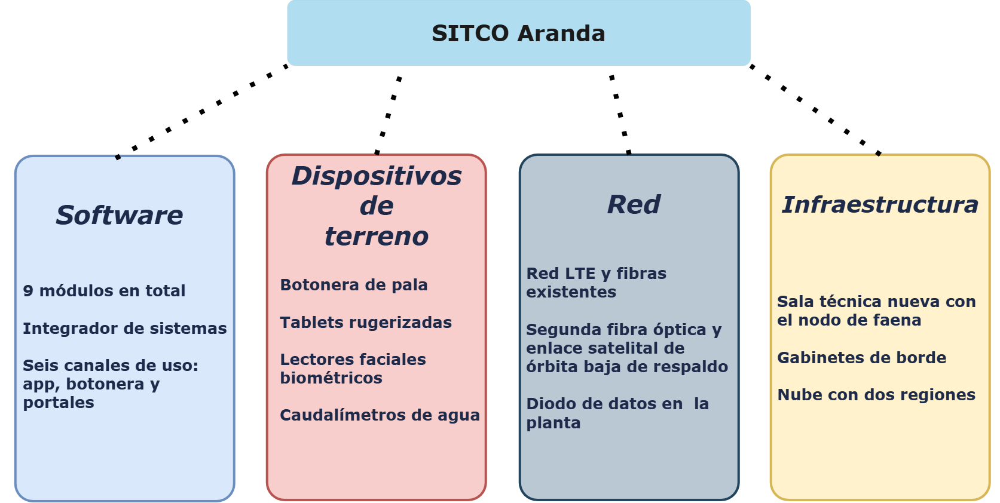 SITCO Aranda
Software
9 módulos en total
Integrador de sistemas
Seis canales de uso:
app, botonera y
portales
Dispositivos
de
terreno
Botonera de pala
Tablets rugerizadas
Lectores faciales
biométricos
Caudalímetros de agua
Red
Red LTE y fibras
existentes
Segunda fibra óptica y
enlace satelital de
órbita baja de respaldo
Diodo de datos en  la
planta
Infraestructura
Sala técnica nueva con
el nodo de faena
Gabinetes de borde
Nube con dos regiones